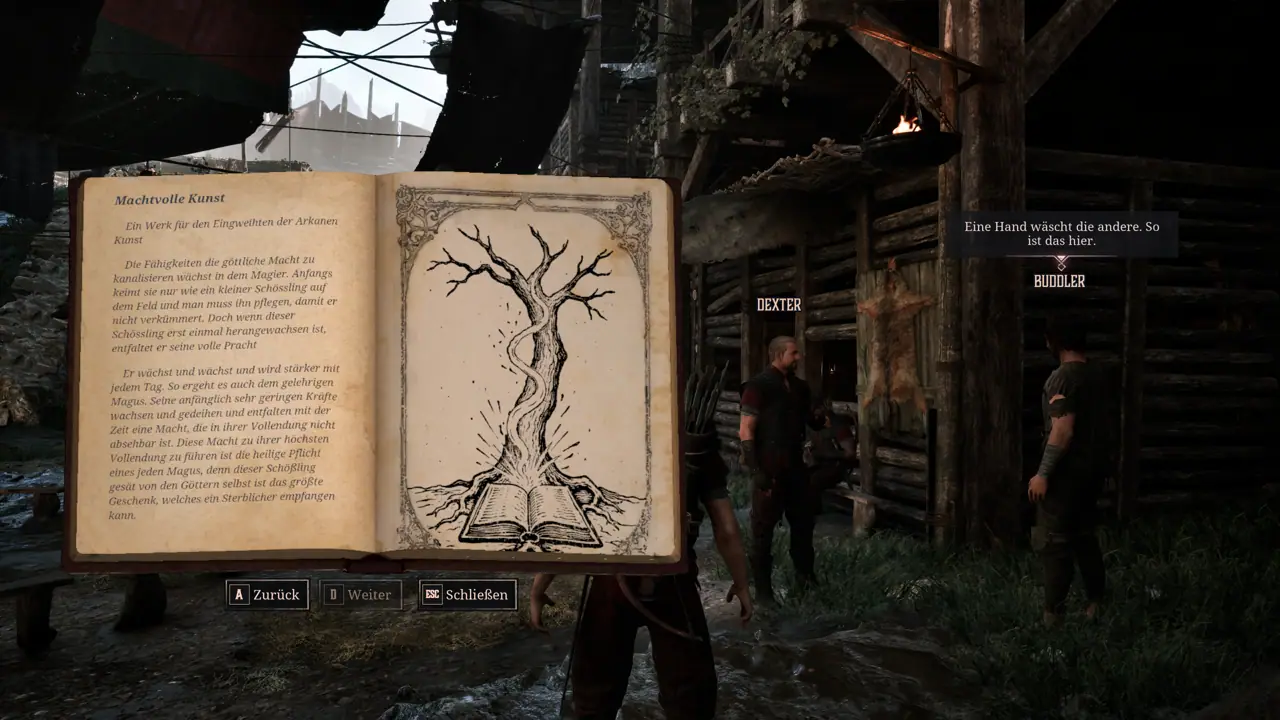 Machtvolle Kunst
Ein Werk für den Eingweihten der Arkanen
Kunst
Die Fähigkeiten die göttliche Macht zu
kanalisieren wächst in dem Magier. Anfangs
keimt sie nur wie ein kleiner Schössling auf
dem Feld und man muss ihn pflegen, damit er
nicht verkümmert. Doch wenn dieser
Schössling erst einmal herangewachsen ist,
entfaltet er seine volle Pracht
Er wächst und wächst und wird stärker mit
jedem Tag. So ergeht es auch dem gelehrigen
Magus. Seine anfänglich sehr geringen Kräfte
wachsen und gedeihen und entfalten mit der
Zeit eine Macht, die in ihrer Vollendung nicht
absehbar ist. Diese Macht zu ihrer höchsten
Vollendung zu führen ist die heilige Pflicht
eines jeden Magus, denn dieser Schößling
gesät von den Göttern selbst ist das größte
Geschenk, welches ein Sterblicher empfangen
kann.
A Zurück
D Weiter
ESC Schließen
DEXTER
Eine Hand wäscht die andere. So
ist das hier.
BUDDLER